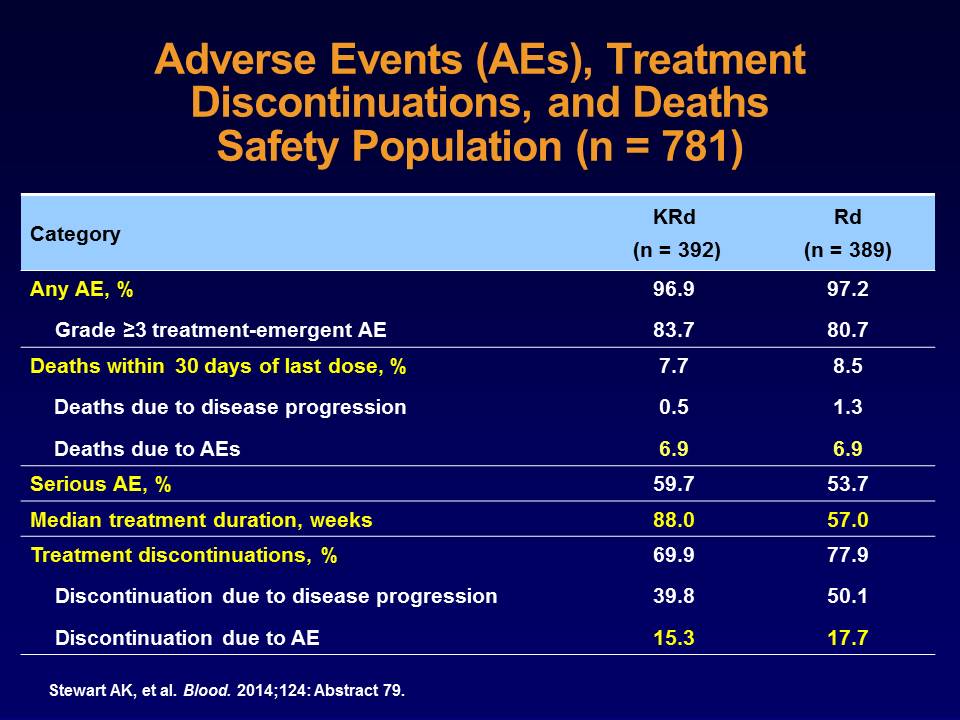 Adverse Events (AEs), Treatment
Discontinuations, and Deaths
Safety Population (n = 781)
Category KRd (n = 392) Rd (n = 389)
Any AE, % 96.9 97.2
Grade ≥3 treatment-emergent AE 83.7 80.7
Deaths within 30 days of last dose, % 7.7 8.5
Deaths due to disease progression 0.5 1.3
Deaths due to AEs 6.9 6.9
Serious AE, % 59.7 53.7
Median treatment duration, weeks 88.0 57.0
Treatment discontinuations, % 69.9 77.9
Discontinuation due to disease progression 39.8 50.1
Discontinuation due to AE 15.3 17.7
Stewart AK, et al. Blood. 2014;124: Abstract 79.